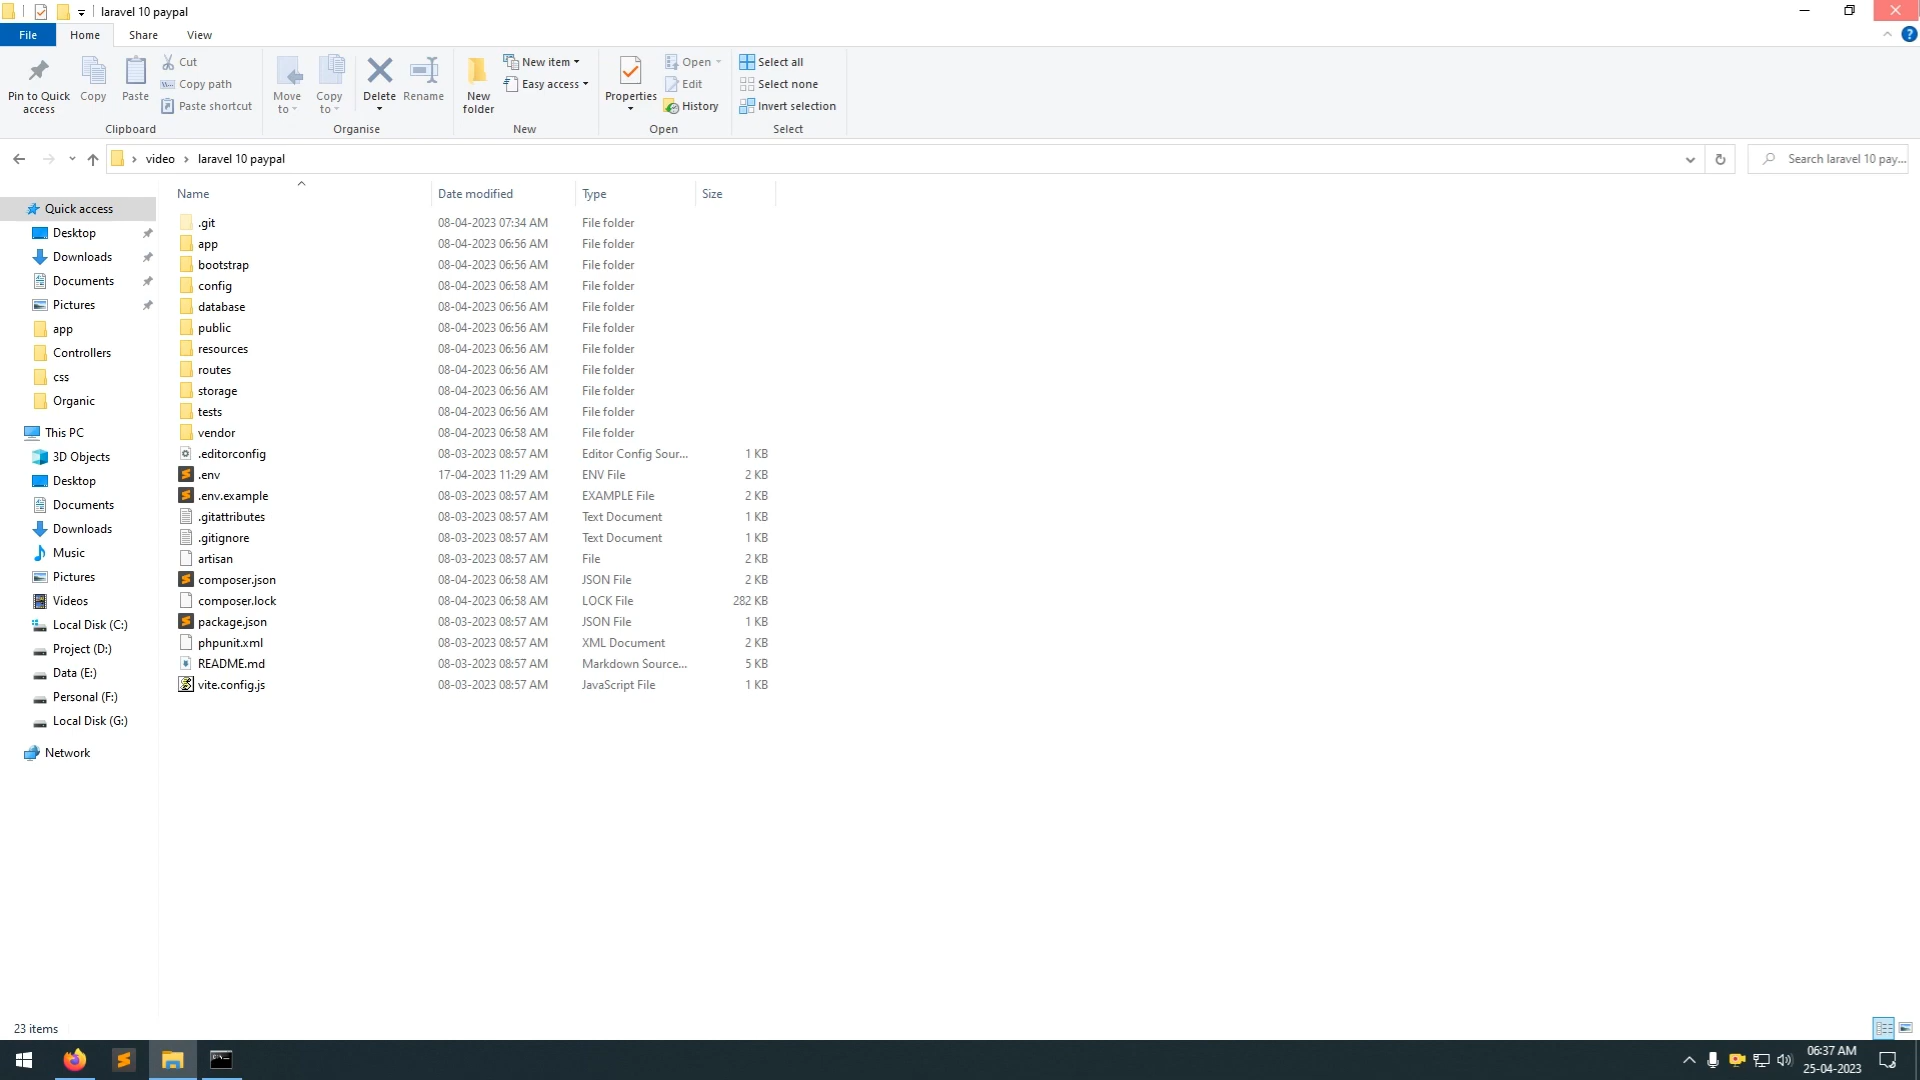 laravel 10 paypal
File Home Share View
Pin to Quick access
Copy
Paste
Cut
Copy path
Paste shortcut
Clipboard
Move to
Copy to
Delete
Rename
Organise
New folder
New item
Easy access
New
Properties
Open
Edit
History
Open
Select all
Select none
Invert selection
Select
video › laravel 10 paypal
Search laravel 10 pay...
Name Date modified Type Size
Quick access
Desktop
Downloads
Documents
Pictures
app
Controllers
css
Organic
This PC
3D Objects
Desktop
Documents
Downloads
Music
Pictures
Videos
Local Disk (C:)
Project (D:)
Data (E:)
Personal (F:)
Local Disk (G:)
Network
.git 08-04-2023 07:34 AM File folder
app 08-04-2023 06:56 AM File folder
bootstrap 08-04-2023 06:56 AM File folder
config 08-04-2023 06:58 AM File folder
database 08-04-2023 06:56 AM File folder
public 08-04-2023 06:56 AM File folder
resources 08-04-2023 06:56 AM File folder
routes 08-04-2023 06:56 AM File folder
storage 08-04-2023 06:56 AM File folder
tests 08-04-2023 06:56 AM File folder
vendor 08-04-2023 06:58 AM File folder
.editorconfig 08-03-2023 08:57 AM Editor Config Sour... 1 KB
.env 17-04-2023 11:29 AM ENV File 2 KB
.env.example 08-03-2023 08:57 AM EXAMPLE File 2 KB
.gitattributes 08-03-2023 08:57 AM Text Document 1 KB
.gitignore 08-03-2023 08:57 AM Text Document 1 KB
artisan 08-03-2023 08:57 AM File 2 KB
composer.json 08-04-2023 06:58 AM JSON File 2 KB
composer.lock 08-04-2023 06:58 AM LOCK File 282 KB
package.json 08-03-2023 08:57 AM JSON File 1 KB
phpunit.xml 08-03-2023 08:57 AM XML Document 2 KB
README.md 08-03-2023 08:57 AM Markdown Source... 5 KB
vite.config.js 08-03-2023 08:57 AM JavaScript File 1 KB
23 items
06:37 AM
25-04-2023